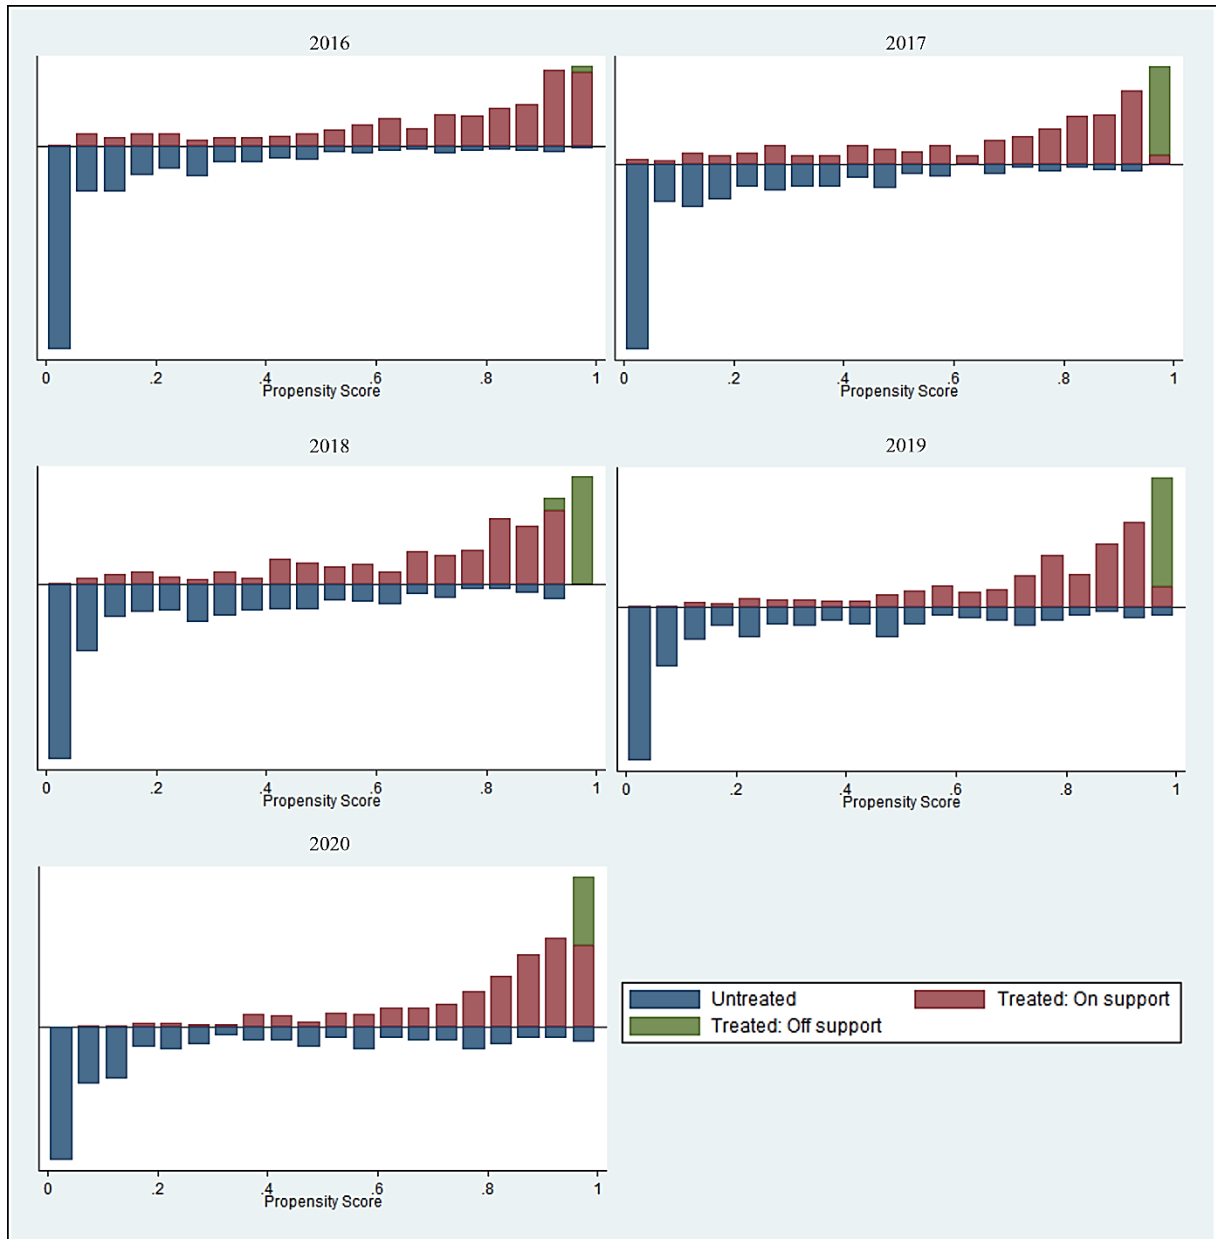 2016
2017
0 .2 .4 .6 .8 1
Propensity Score
0 .2 .4 .6 .8 1
Propensity Score
2018
2019
0 .2 .4 .6 .8 1
Propensity Score
0 .2 .4 .6 .8 1
Propensity Score
2020
0 .2 .4 .6 .8 1
Propensity Score
Untreated
Treated: On support
Treated: Off support